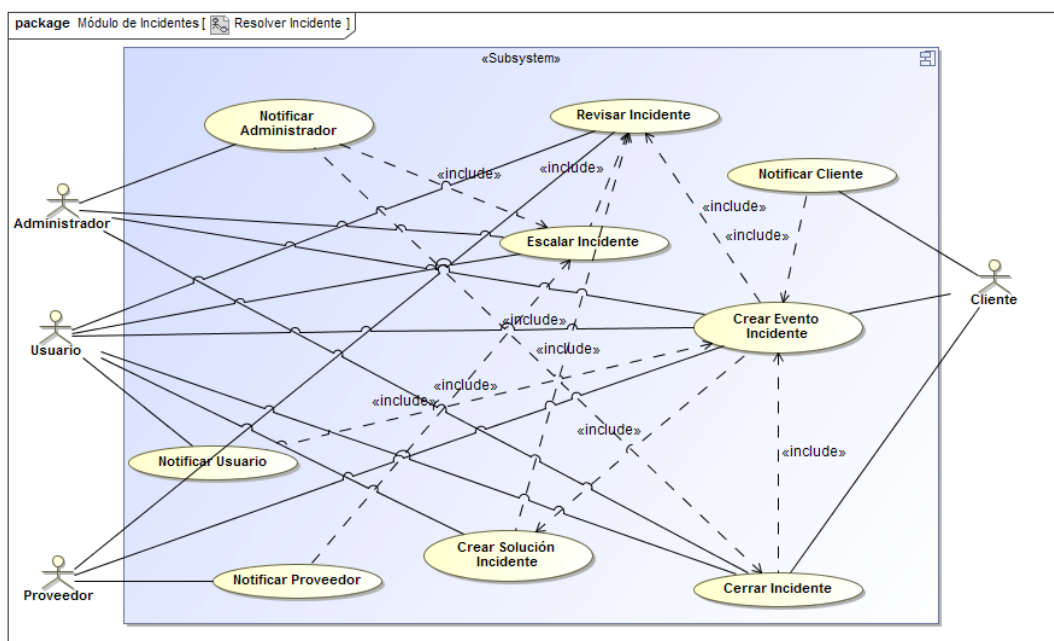 package Módulo de Incidentes [ Resolver Incidente ]
«Subsystem»
Notificar
Administrador
Revisar Incidente
«include»
«include»
Notificar Cliente
Administrador
«include»
Escalar Incidente
«include»
Cliente
Crear Evento
Incidente
Usuario
«include»
«include»
«include»
«include»
«include»
«include»
«include»
Notificar Usuario
Crear Solución
Incidente
Notificar Proveedor
Cerrar Incidente
Proveedor